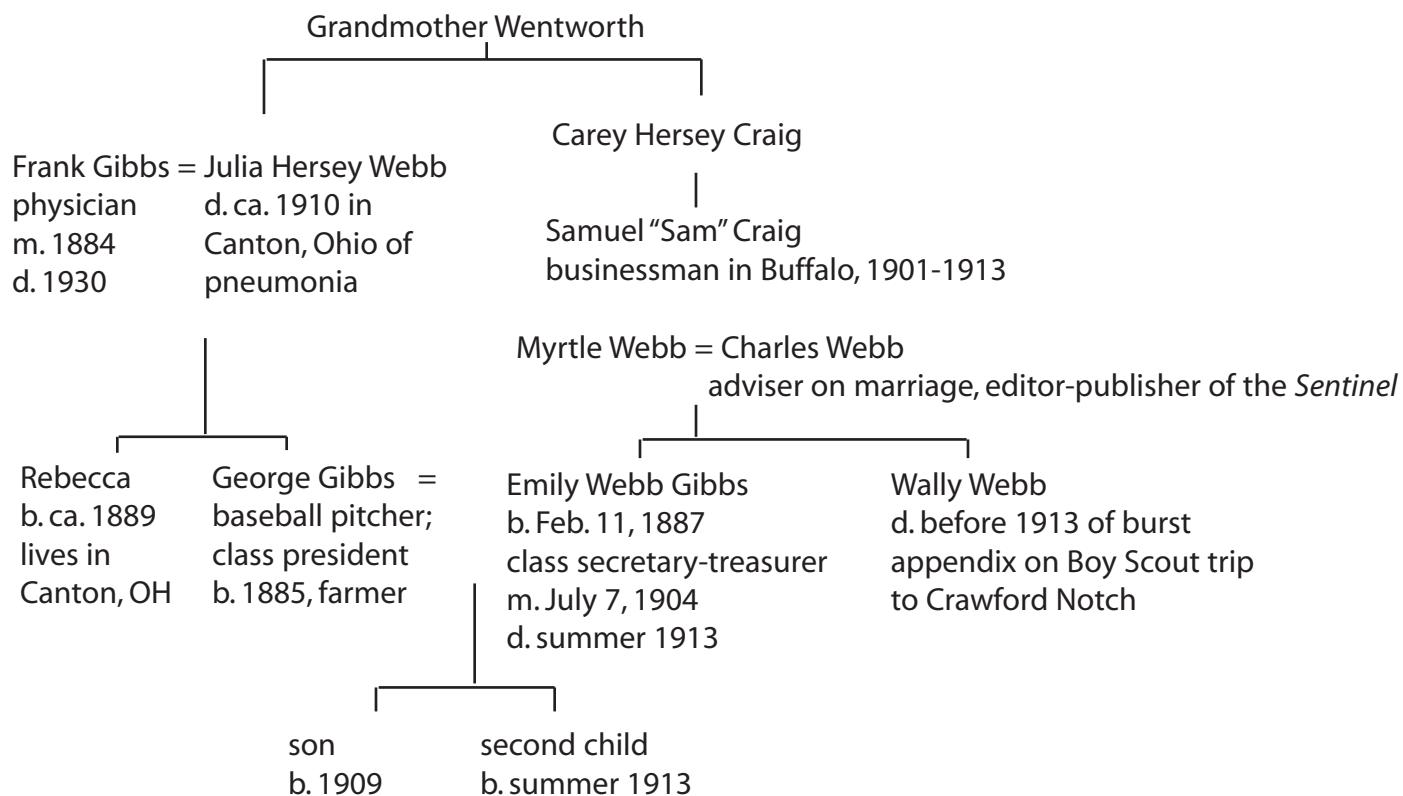 Grandmother Wentworth
Carey Hersey Craig
Frank Gibbs = Julia Hersey Webb
physician
m. 1884
d. 1930
d. ca. 1910 in
Canton, Ohio of
pneumonia
Samuel “Sam” Craig
businessman in Buffalo, 1901-1913
Myrtle Webb = Charles Webb
adviser on marriage, editor-publisher of the Sentinel
Rebecca
b. ca. 1889
lives in
Canton, OH
George Gibbs =
baseball pitcher;
class president
b. 1885, farmer
Emily Webb Gibbs
b. Feb. 11, 1887
class secretary-treasurer
m. July 7, 1904
d. summer 1913
Wally Webb
d. before 1913 of burst
appendix on Boy Scout trip
to Crawford Notch
son
b. 1909
second child
b. summer 1913